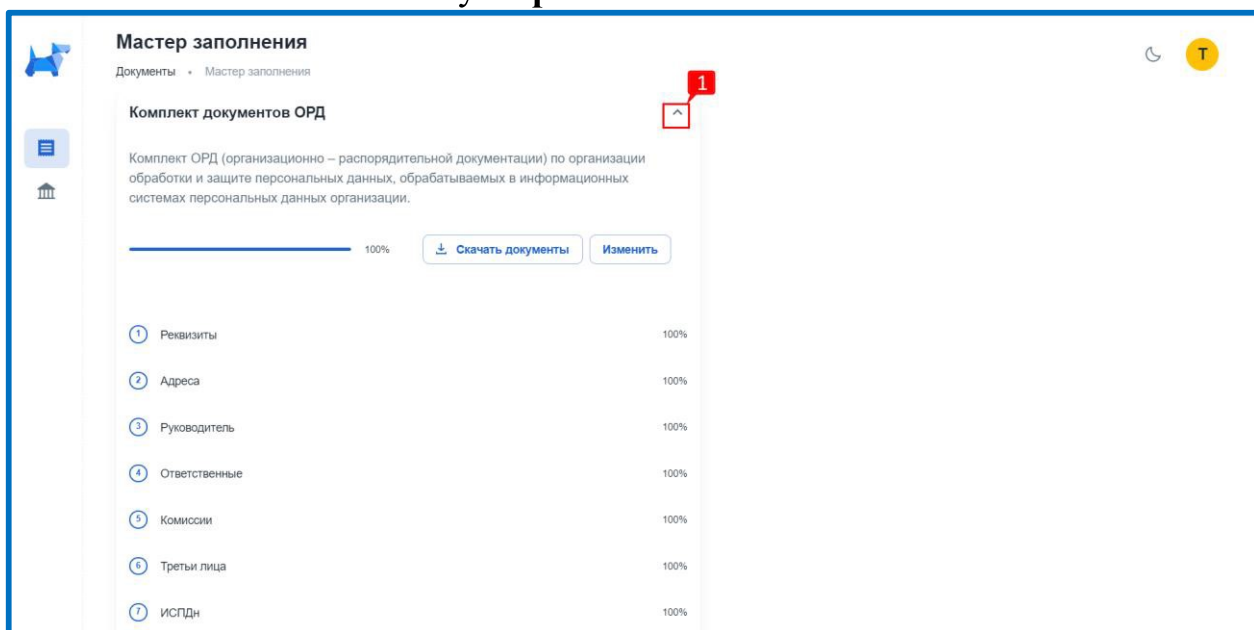 Мастер заполнения
Т
Документы • Мастер заполнения
1
Комплект документов ОРД
Комплект ОРД (организационно – распорядительной документации) по организации
обработки и защите персональных данных, обрабатываемых в информационных
системах персональных данных организации.
100% Скачать документы Изменить
1 Реквизиты 100%
2 Адреса 100%
3 Руководитель 100%
4 Ответственные 100%
5 Комиссии 100%
6 Третьи лица 100%
7 ИСПДн 100%